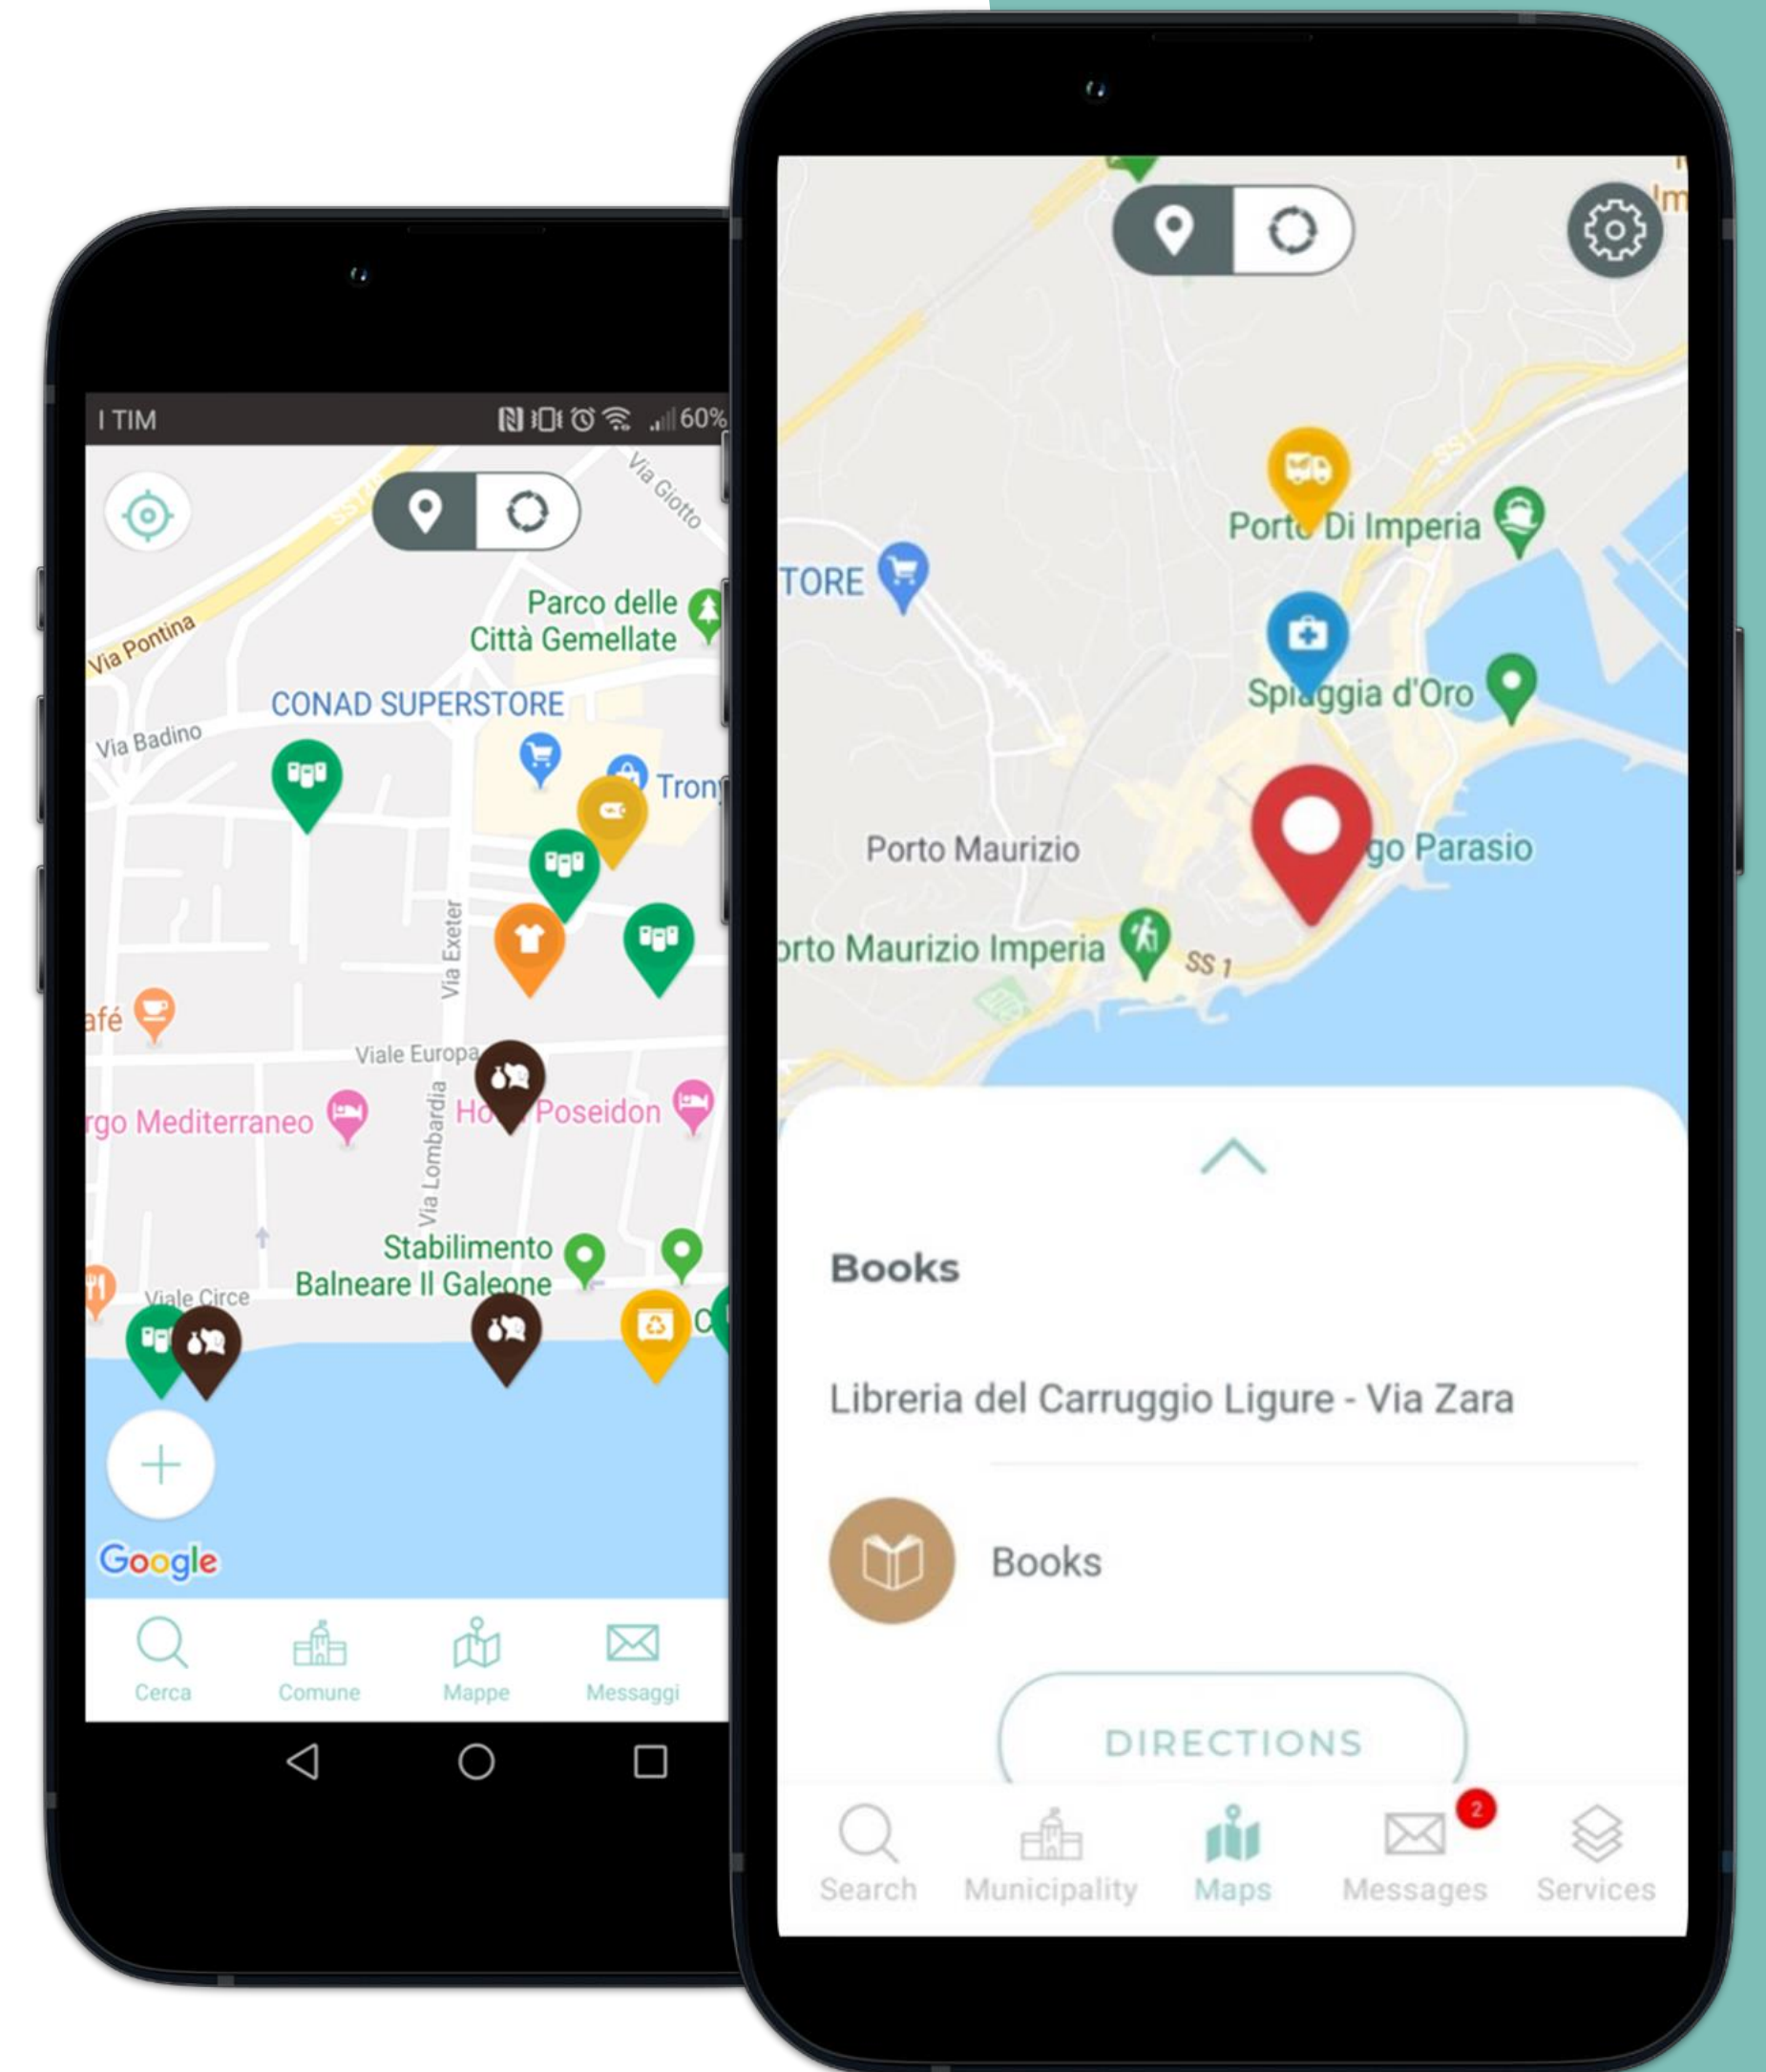 I TIM
60%
Via Giotto
Parco delle
Città Gemellate
Via Pontina
CONAD SUPERSTORE
Via Badino
Trony
Via Exeter
afé
Viale Europa
rgo Mediterraneo
Poseidon
Via Lombardia
Stabilimento
Balneare Il Galeone
Viale Circe
C
Google
Cerca
Comune
Mappe
Messaggi
Im
SS1
Porto Di Imperia
TORE
Spiaggia d'Oro
Porto Maurizio
go Parasio
orto Maurizio Imperia
SS 1
Books
Libreria del Carruggio Ligure - Via Zara
Books
DIRECTIONS
2
Search
Municipality
Maps
Messages
Services